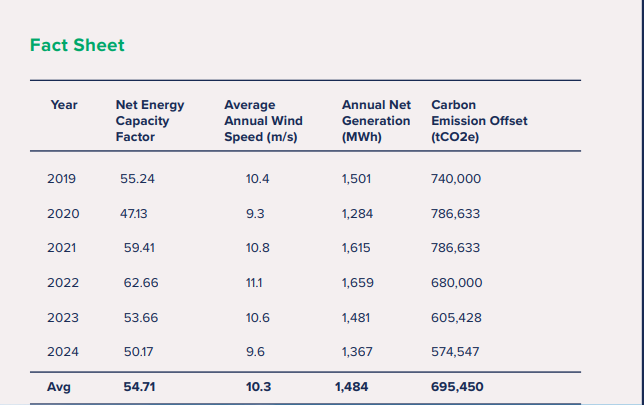 Fact Sheet
Year Net Energy Capacity Factor Average Annual Wind Speed (m/s) Annual Net Generation (MWh) Carbon Emission Offset (tCO2e)
2019 55.24 10.4 1,501 740,000
2020 47.13 9.3 1,284 786,633
2021 59.41 10.8 1,615 786,633
2022 62.66 11.1 1,659 680,000
2023 53.66 10.6 1,481 605,428
2024 50.17 9.6 1,367 574,547
Avg 54.71 10.3 1,484 695,450